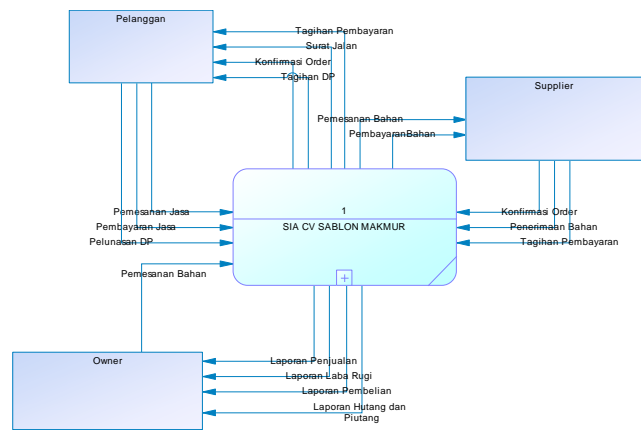 Pelanggan
Tagihan Pembayaran
Surat Jalan
Konfirmasi Order
Tagihan DP
Supplier
Pemesanan Bahan
PembayaranBahan
1
SIA CV SABLON MAKMUR
Pemesanan Jasa
Pembayaran Jasa
Pelunasan DP
Konfirmasi Order
Penerimaan Bahan
Tagihan Pembayaran
Pemesanan Bahan
Owner
Laporan Penjualan
Laporan Laba Rugi
Laporan Pembelian
Laporan Hutang dan
Piutang